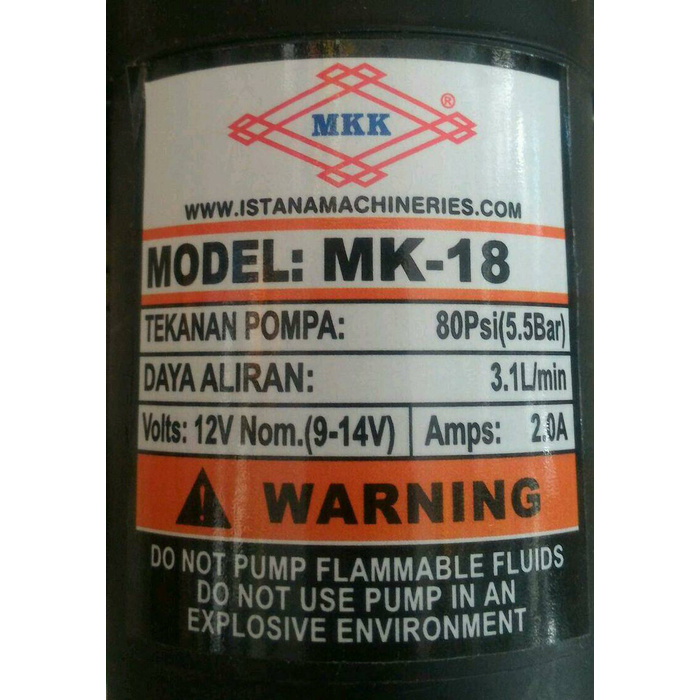 MKK ®
WWW.ISTANAMACHINERIES.COM
MODEL: MK-18
TEKANAN POMPA: 80Psi(5.5Bar)
DAYA ALIRAN: 3.1L/min
Volts: 12V Nom.(9-14V) Amps: 2.0A
WARNING
DO NOT PUMP FLAMMABLE FLUIDS
DO NOT USE PUMP IN AN
EXPLOSIVE ENVIRONMENT